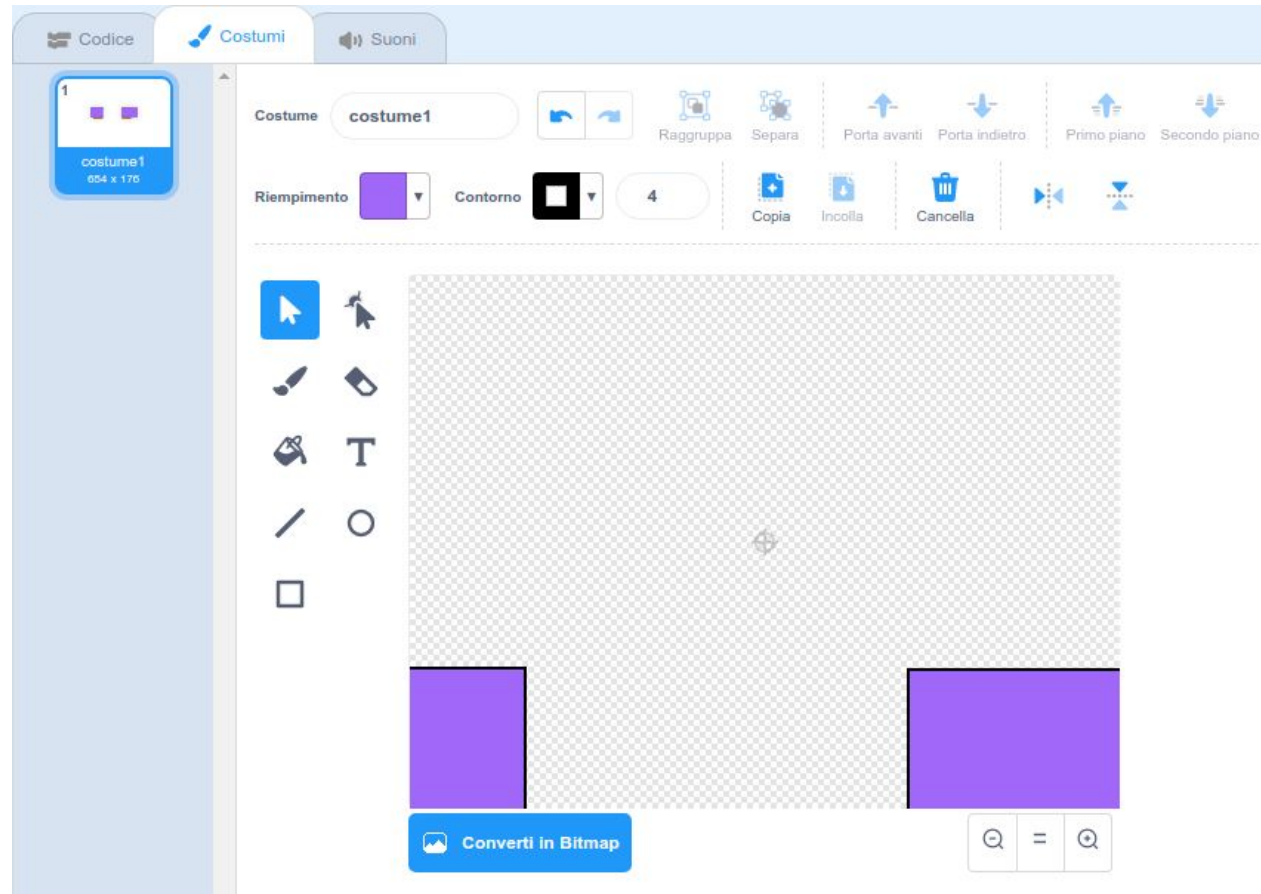 Codice
Costumi
Suoni
1
costume1
654 x 176
Costume
costume1
Raggruppa
Separa
Porta avanti
Porta indietro
Primo piano
Secondo piano
Riempimento
Contorno
4
Copia
Incolla
Cancella
T
Converti in Bitmap
=